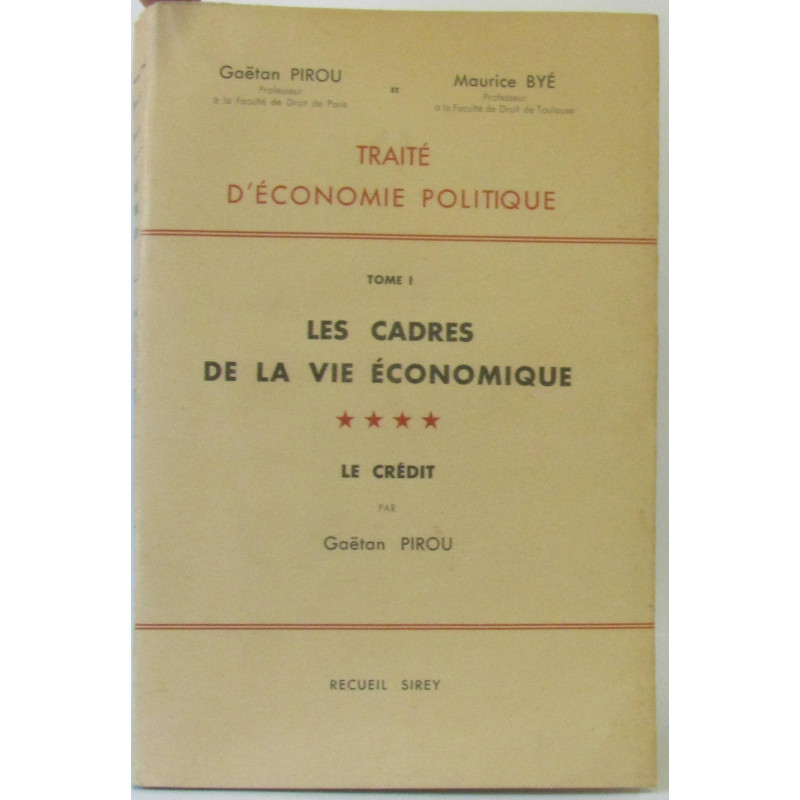 Gaëtan PIROU
Professeur
à la Faculté de Droit de Paris
ET
Maurice BYÉ
Professeur
à la Faculté de Droit de Toulouse
TRAITÉ
D'ÉCONOMIE POLITIQUE
TOME I
LES CADRES
DE LA VIE ÉCONOMIQUE
★ ★ ★ ★
LE CRÉDIT
PAR
Gaëtan PIROU
RECUEIL SIREY